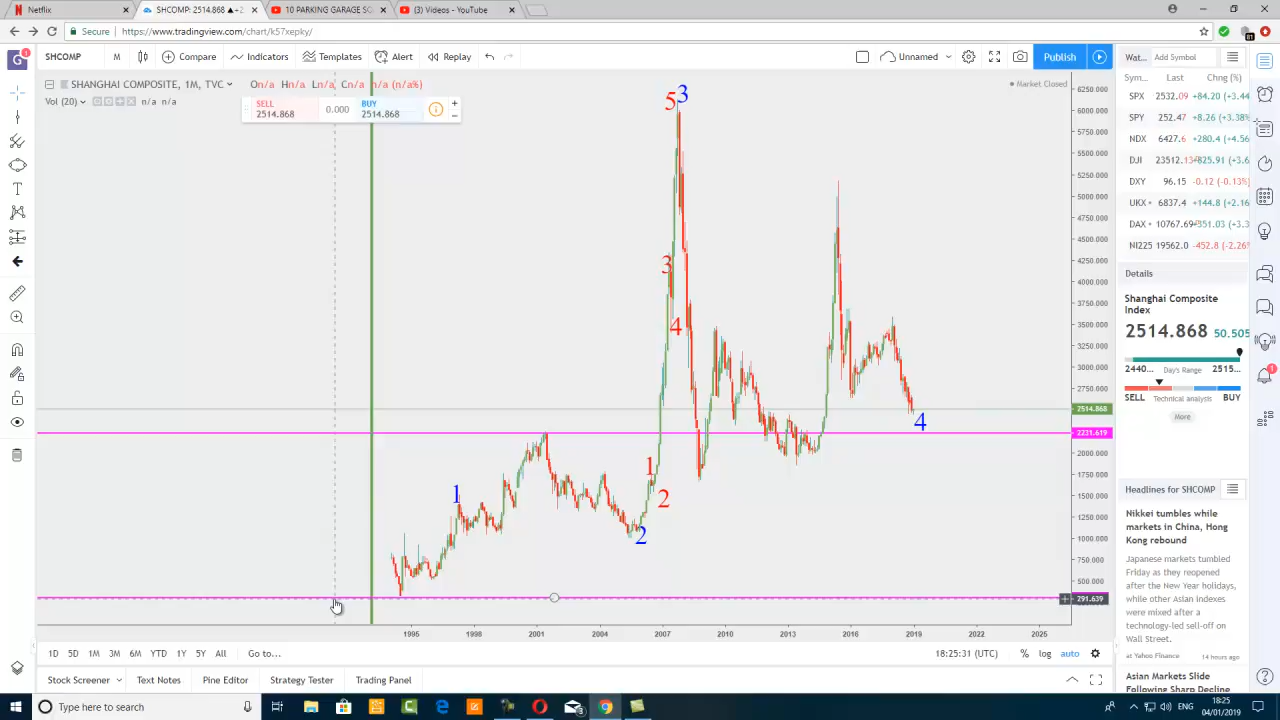 Netflix
SHCOMP: 2514.868 ▲+2
10 PARKING GARAGE SC
(3) Videos - YouTube
Secure
https://www.tradingview.com/chart/k57xepky/
81
1
SHCOMP
M
Compare
Indicators
Templates
Alert
Replay
Unnamed
Publish
Wat...
Add Symbol
SHANGHAI COMPOSITE, 1M, TVC
On/a Hn/a Ln/a Cn/a n/a (n/a%)
Market Closed
Vol (20)
n/a n/a
SELL
2514.868
0.000
BUY
2514.868
5
3
3
4
1
2
1
2
4
6250.000
6000.000
5750.000
5500.000
5250.000
5000.000
4750.000
4500.000
4250.000
4000.000
3750.000
3500.000
3250.000
3000.000
2750.000
2514.868
2221.619
2000.000
1750.000
1500.000
1250.000
1000.000
750.000
500.000
291.639
1995
1998
2001
2004
2007
2010
2013
2016
2019
2022
2025
Sym...
Last
Chng (%)
SPX 2532.09 +84.20 (+3.44
SPY 252.47 +8.26 (+3.38%
NDX 6427.6 +280.4 (+4.56
DXY 96.15 -0.12 (-0.13%)
UKX 6837.4 +144.8 (+2.16
NI225 19562.0 -452.8 (-2.26
Details
Shanghai Composite
Index
2514.868 50.505
2440...
Day's Range
2515...
SELL
Technical analysis
BUY
More
Headlines for SHCOMP
Nikkei tumbles while
markets in China, Hong
Kong rebound
Japanese markets tumbled
Friday as they reopened
after the New Year holidays,
while other Asian indexes
were mixed after a
technology-led sell-off on
Wall Street.
at Yahoo Finance
14 hours ago
Asian Markets Slide
Following Sharp Decline
1D
5D
1M
3M
6M
YTD
1Y
5Y
All
Go to...
18:25:31 (UTC)
%
log
auto
Stock Screener
Text Notes
Pine Editor
Strategy Tester
Trading Panel
Type here to search
ENG
18:25
04/01/2019